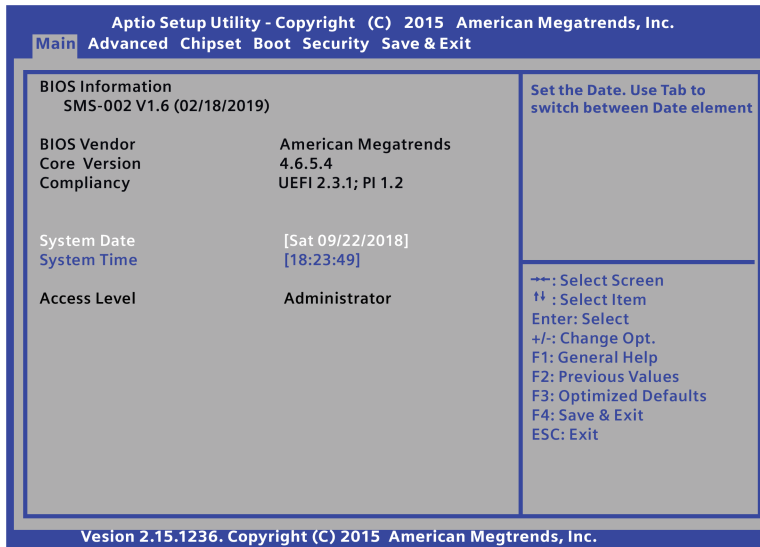 Aptio Setup Utility - Copyright (C) 2015 American Megatrends, Inc.
Main Advanced Chipset Boot Security Save & Exit
BIOS Information
SMS-002 V1.6 (02/18/2019)
BIOS Vendor American Megatrends
Core Version 4.6.5.4
Compliancy UEFI 2.3.1; PI 1.2
System Date [Sat 09/22/2018]
System Time [18:23:49]
Access Level Administrator
Set the Date. Use Tab to
switch between Date element
→←: Select Screen
↑↓ : Select Item
Enter: Select
+/-: Change Opt.
F1: General Help
F2: Previous Values
F3: Optimized Defaults
F4: Save & Exit
ESC: Exit
Vesion 2.15.1236. Copyright (C) 2015 American Megtrends, Inc.